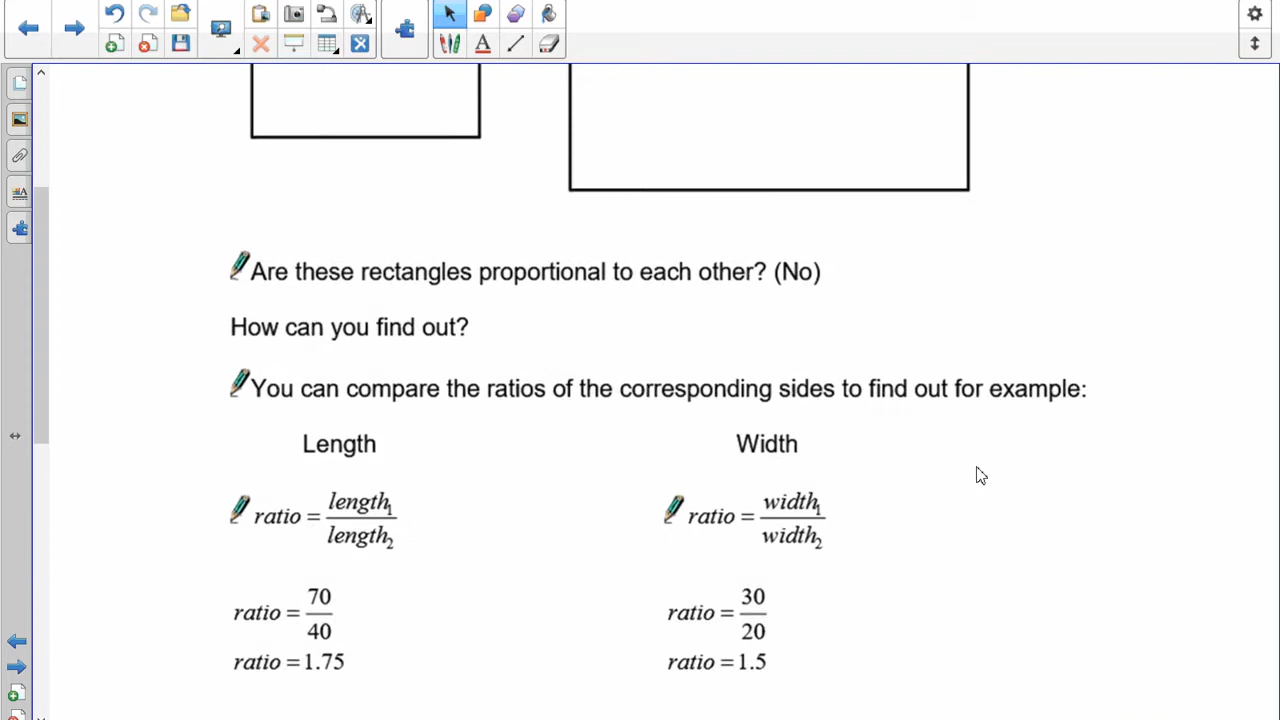 Are these rectangles proportional to each other? (No)
How can you find out?
You can compare the ratios of the corresponding sides to find out for example:
Length
Width
ratio = length₁ / length₂
ratio = width₁ / width₂
ratio = 70 / 40
ratio = 30 / 20
ratio = 1.75
ratio = 1.5